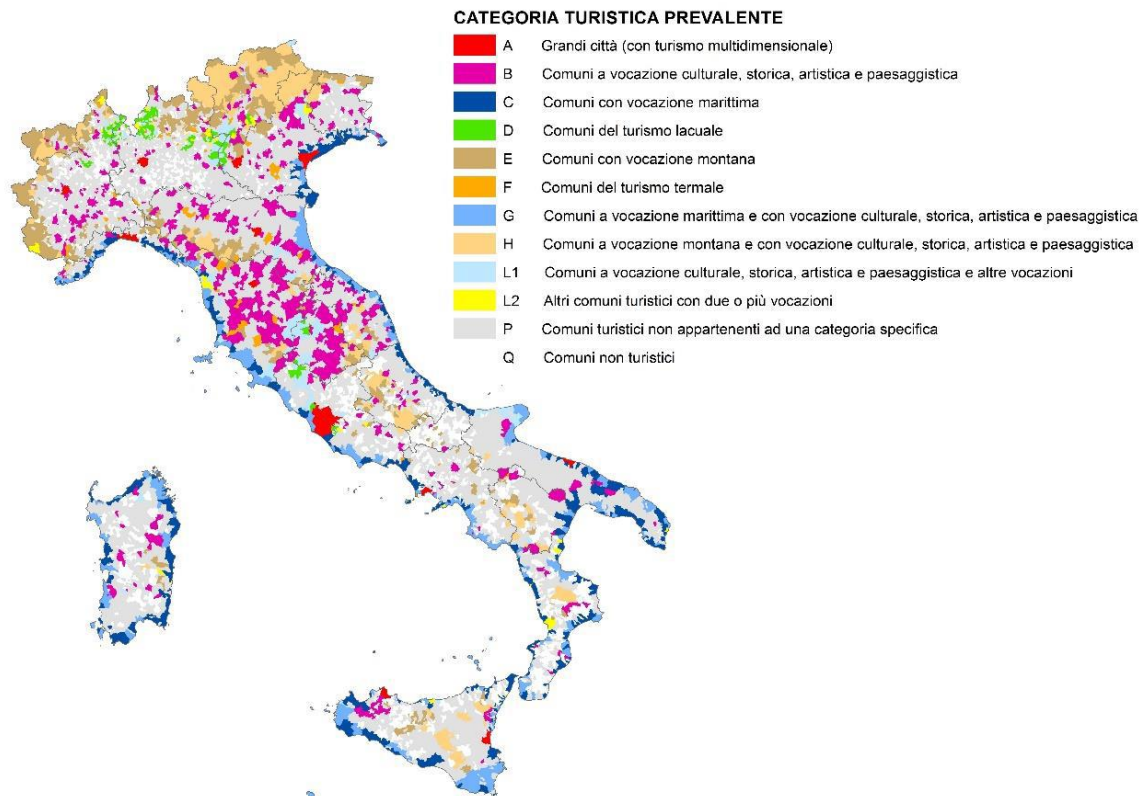 CATEGORIA TURISTICA PREVALENTE
A Grandi città (con turismo multidimensionale)
B Comuni a vocazione culturale, storica, artistica e paesaggistica
C Comuni con vocazione marittima
D Comuni del turismo lacuale
E Comuni con vocazione montana
F Comuni del turismo termale
G Comuni a vocazione marittima e con vocazione culturale, storica, artistica e paesaggistica
H Comuni a vocazione montana e con vocazione culturale, storica, artistica e paesaggistica
L1 Comuni a vocazione culturale, storica, artistica e paesaggistica e altre vocazioni
L2 Altri comuni turistici con due o più vocazioni
P Comuni turistici non appartenenti ad una categoria specifica
Q Comuni non turistici